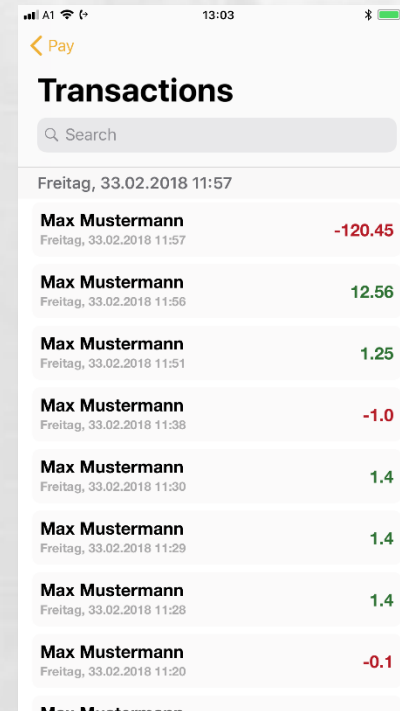 A1 13:03
Pay
Transactions
Search
Freitag, 33.02.2018 11:57
Max Mustermann
Freitag, 33.02.2018 11:57
-120.45
Max Mustermann
Freitag, 33.02.2018 11:56
12.56
Max Mustermann
Freitag, 33.02.2018 11:51
1.25
Max Mustermann
Freitag, 33.02.2018 11:38
-1.0
Max Mustermann
Freitag, 33.02.2018 11:30
1.4
Max Mustermann
Freitag, 33.02.2018 11:29
1.4
Max Mustermann
Freitag, 33.02.2018 11:28
1.4
Max Mustermann
Freitag, 33.02.2018 11:20
-0.1